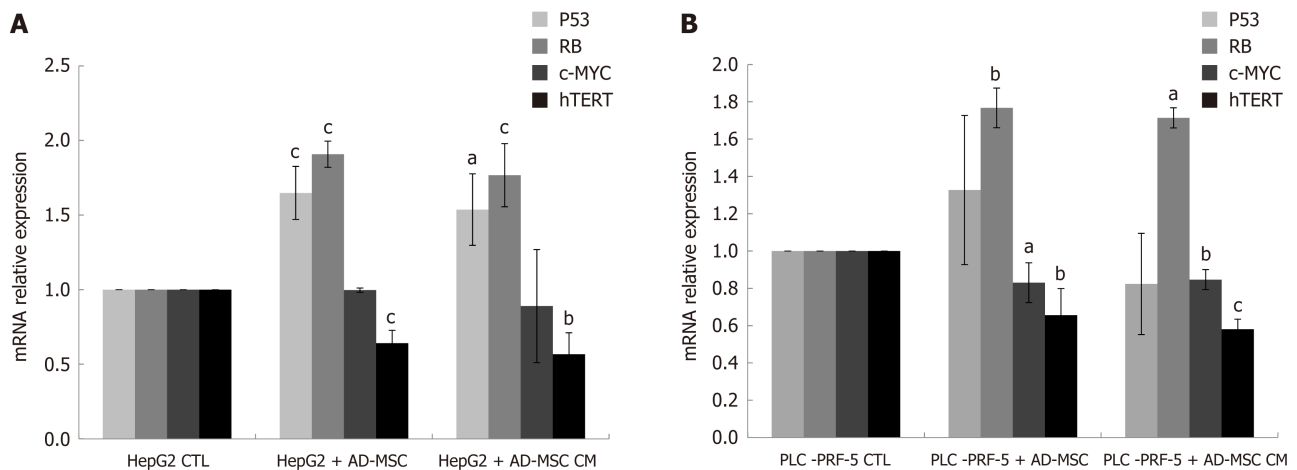 A
P53
RB
c-MYC
hTERT
mRNA relative expression
2.5
2.0
1.5
1.0
0.5
0.0
c
c
c
a
c
b
HepG2 CTL
HepG2 + AD-MSC
HepG2 + AD-MSC CM
B
P53
RB
c-MYC
hTERT
mRNA relative expression
2.0
1.8
1.6
1.4
1.2
1.0
0.8
0.6
0.4
0.2
0.0
b
a
b
a
b
c
PLC -PRF-5 CTL
PLC -PRF-5 + AD-MSC
PLC -PRF-5 + AD-MSC CM